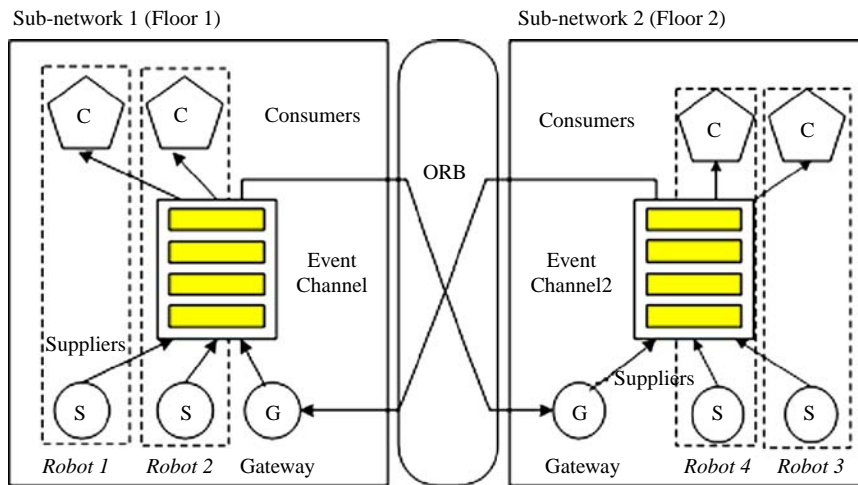 Sub-network 1 (Floor 1)
Sub-network 2 (Floor 2)
C
C
Consumers
ORB
Consumers
C
C
Event
Channel
Event
Channel2
Suppliers
Suppliers
S
S
G
G
S
S
Robot 1
Robot 2
Gateway
Gateway
Robot 4
Robot 3